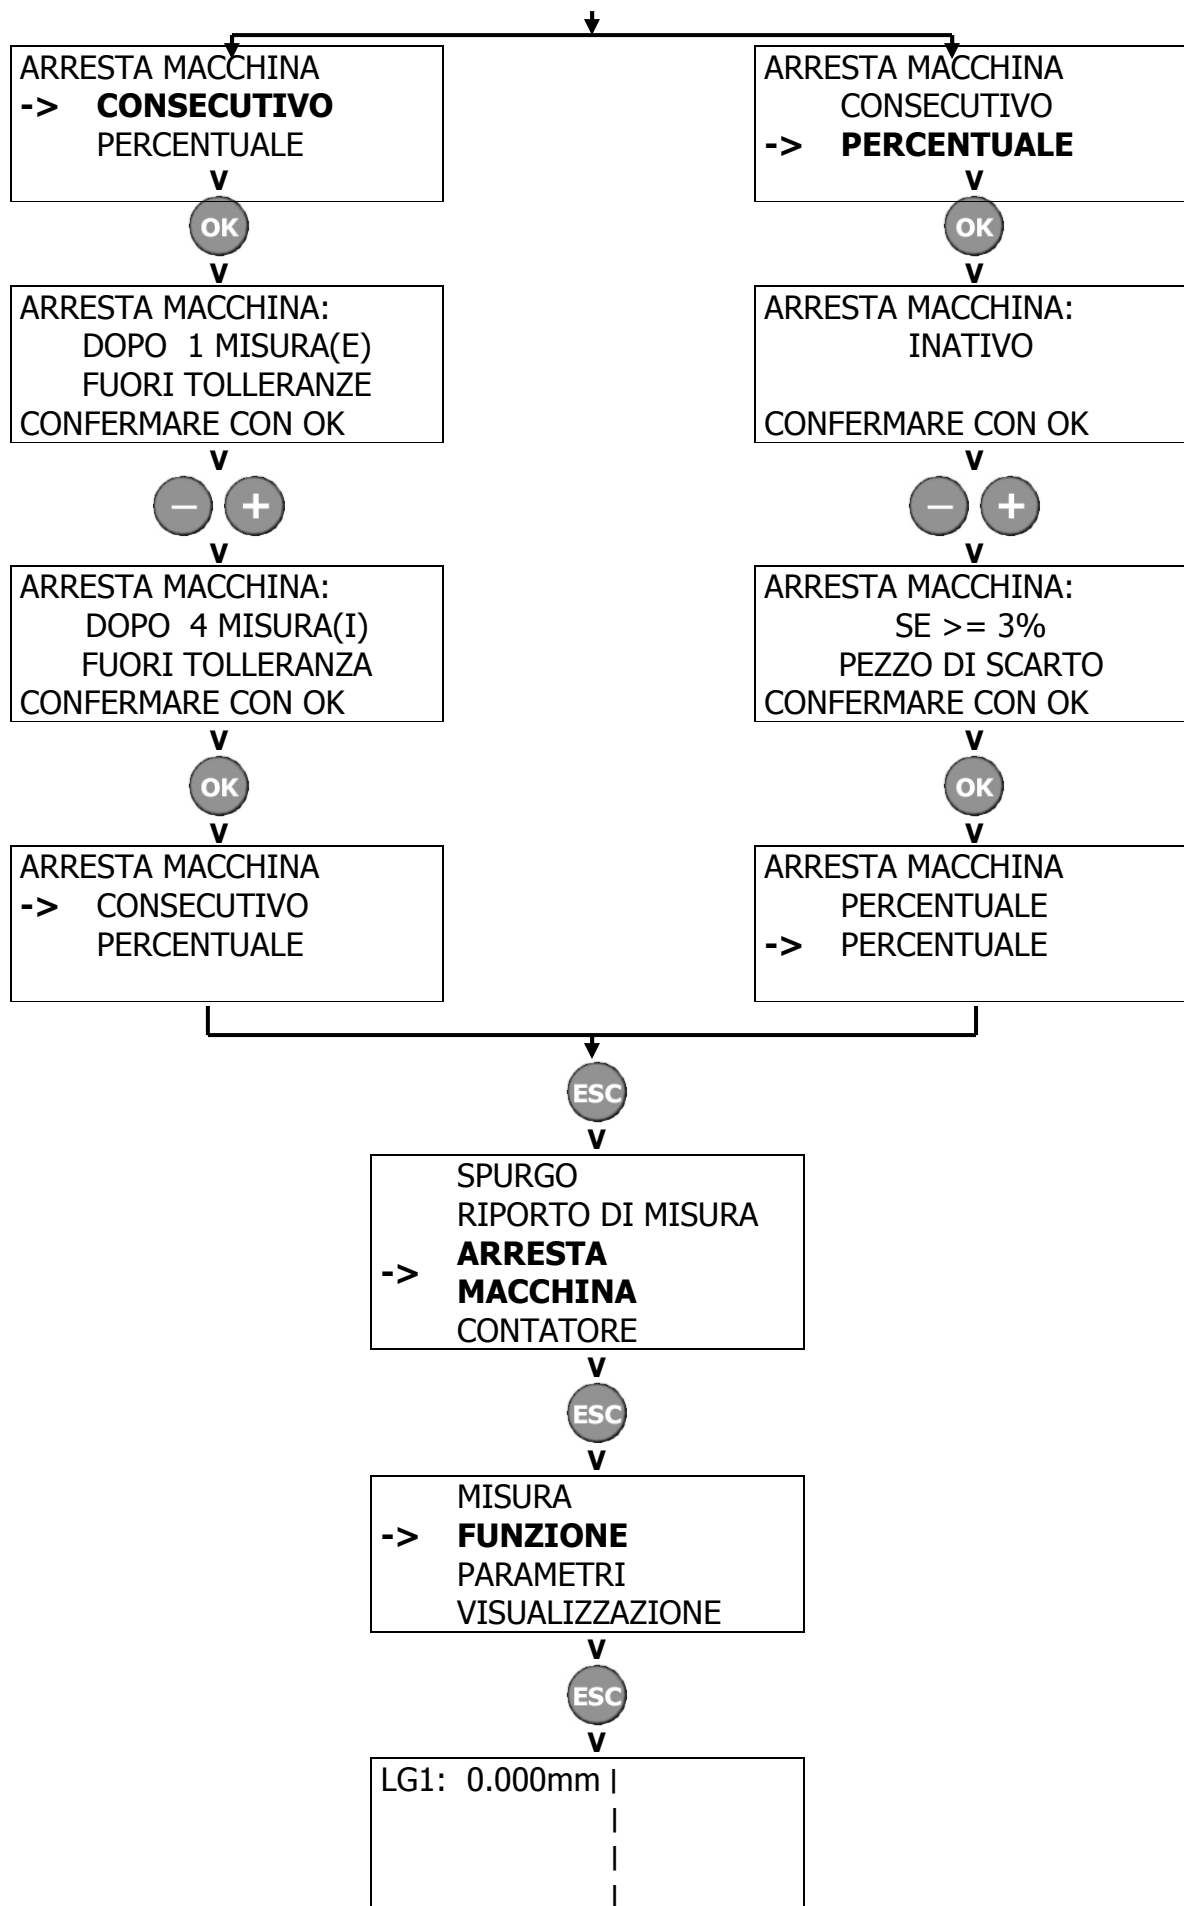 ARRESTA MACCHINA
-> CONSECUTIVO
PERCENTUALE
v
OK
v
ARRESTA MACCHINA:
DOPO 1 MISURA(E)
FUORI TOLLERANZE
CONFERMARE CON OK
v
− +
v
ARRESTA MACCHINA:
DOPO 4 MISURA(I)
FUORI TOLLERANZA
CONFERMARE CON OK
v
OK
v
ARRESTA MACCHINA
-> CONSECUTIVO
PERCENTUALE
ARRESTA MACCHINA
CONSECUTIVO
-> PERCENTUALE
v
OK
v
ARRESTA MACCHINA:
INATIVO
CONFERMARE CON OK
v
− +
v
ARRESTA MACCHINA:
SE >= 3%
PEZZO DI SCARTO
CONFERMARE CON OK
v
OK
v
ARRESTA MACCHINA
PERCENTUALE
-> PERCENTUALE
ESC
v
SPURGO
RIPORTO DI MISURA
-> ARRESTA
MACCHINA
CONTATORE
v
ESC
v
MISURA
-> FUNZIONE
PARAMETRI
VISUALIZZAZIONE
v
ESC
v
LG1: 0.000mm |
|
|
|